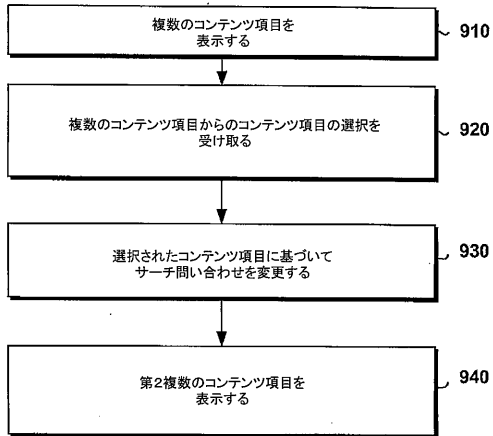 複数のコンテンツ項目を
表示する
910
複数のコンテンツ項目からのコンテンツ項目の選択を
受け取る
920
選択されたコンテンツ項目に基づいて
サーチ問い合わせを変更する
930
第2複数のコンテンツ項目を
表示する
940